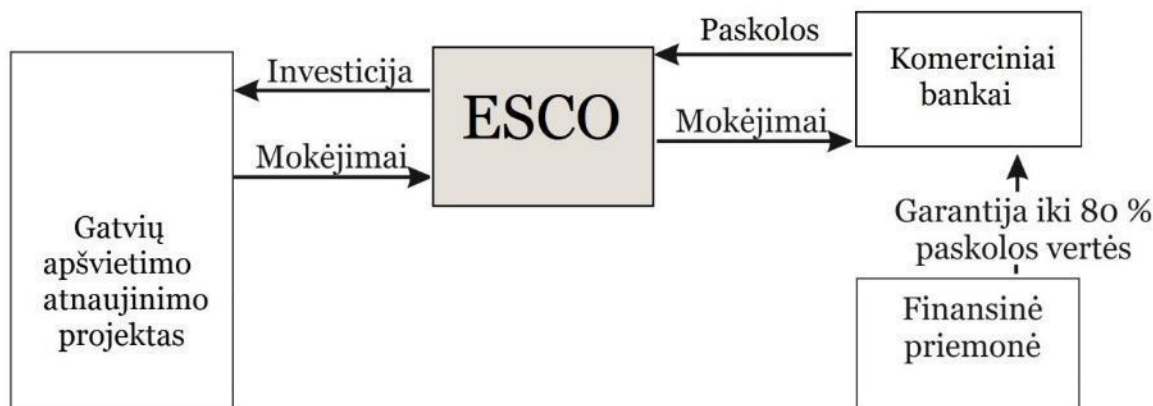 Paskolos
Komerciniai
bankai
Investicija
ESCO
Mokėjimai
Mokėjimai
Garantija iki 80 %
paskolos vertės
Gatvių
apšvietimo
atnaujinimo
projektas
Finansinė
priemonė